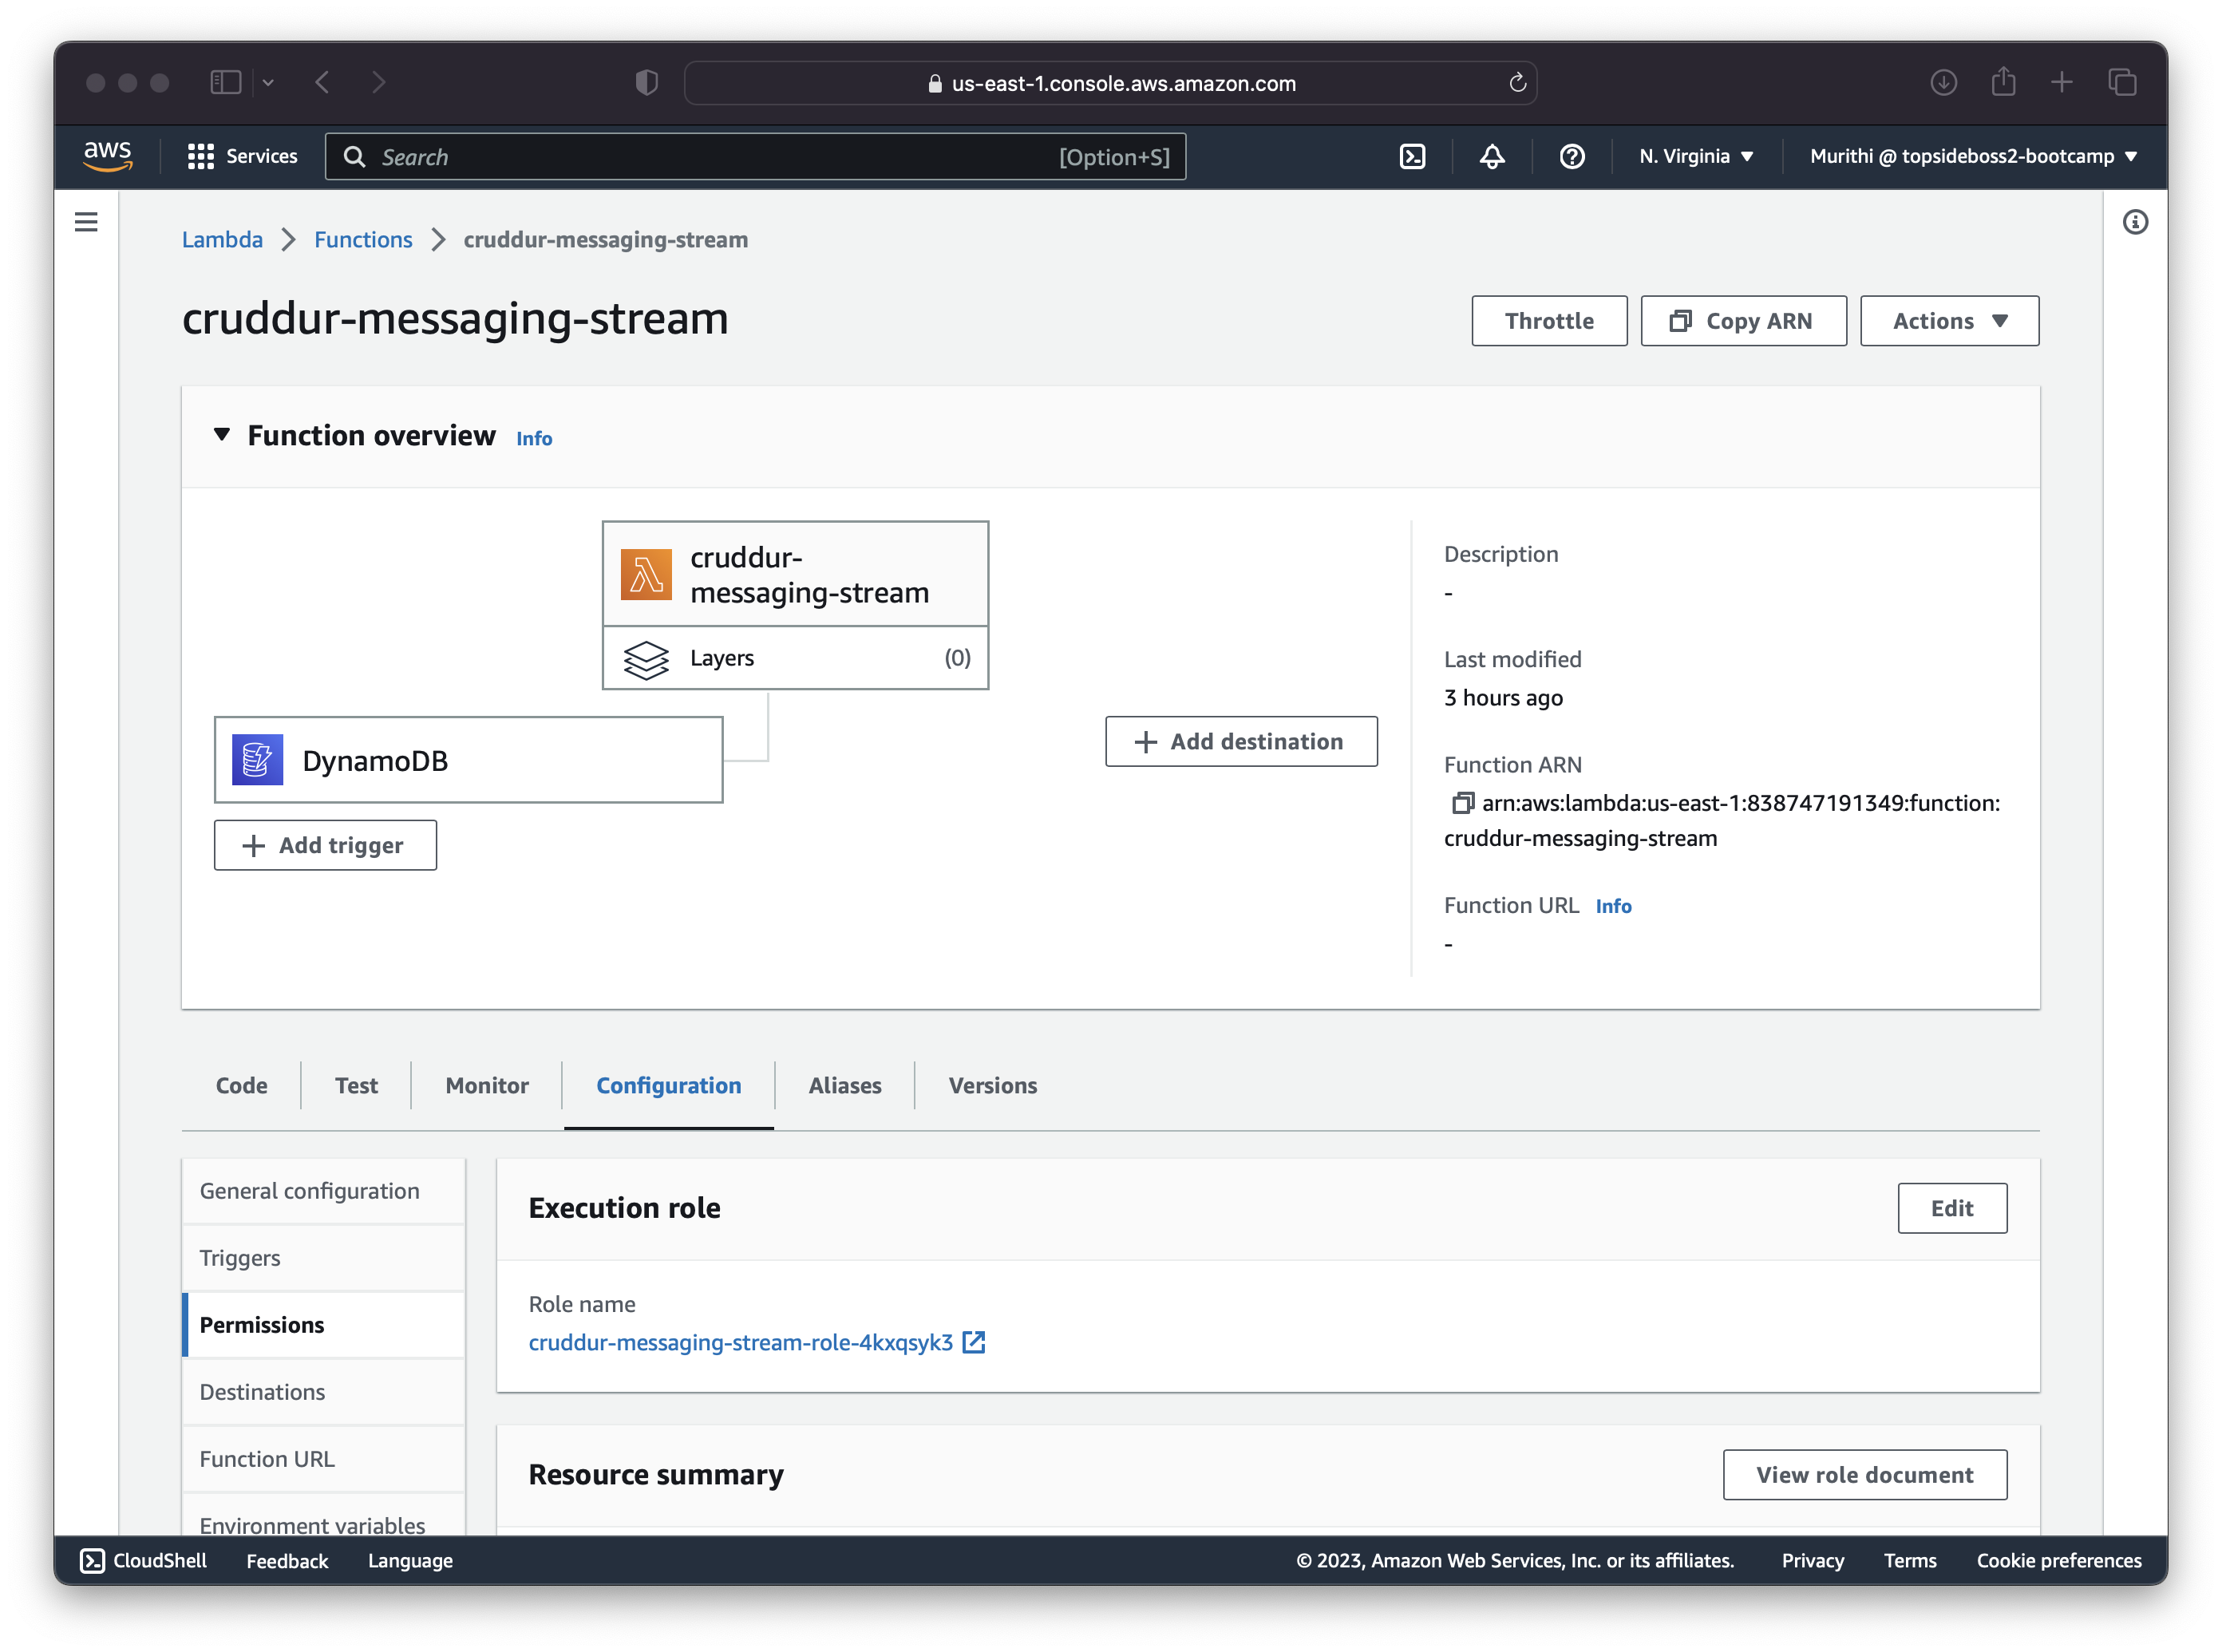 us-east-1.console.aws.amazon.com
aws
Services
Search
[Option+S]
N. Virginia
Murithi @ topsideboss2-bootcamp
Lambda
Functions
cruddur-messaging-stream
cruddur-messaging-stream
Throttle
Copy ARN
Actions
Function overview Info
cruddur-
messaging-stream
Layers (0)
DynamoDB
Add trigger
Add destination
Description
-
Last modified
3 hours ago
Function ARN
arn:aws:lambda:us-east-1:838747191349:function:
cruddur-messaging-stream
Function URL Info
-
Code
Test
Monitor
Configuration
Aliases
Versions
General configuration
Triggers
Permissions
Destinations
Function URL
Environment variables
Execution role
Edit
Role name
cruddur-messaging-stream-role-4kxqsyk3
Resource summary
View role document
CloudShell
Feedback
Language
© 2023, Amazon Web Services, Inc. or its affiliates.
Privacy
Terms
Cookie preferences